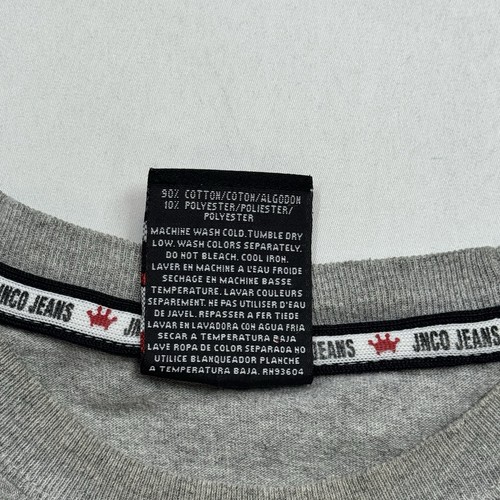 90% COTTON/COTON/ALGODON
10% POLYESTER/POLIESTER/
POLYESTER
MACHINE WASH COLD.TUMBLE DRY
LOW. WASH COLORS SEPARATELY.
DO NOT BLEACH. COOL IRON.
LAVER EN MACHINE A L'EAU FROIDE
SECHAGE EN MACHINE BASSE
TEMPERATURE. LAVER COULEURS
SEPAREMENT. NE PAS UTILISER D'EAU
DE JAVEL. REPASSER A FER TIEDE
LAVAR EN LAVADORA CON AGUA FRIA
SECAR A TEMPERATURA BAJA
LAVE ROPA DE COLOR SEPARADA NO
UTILICE BLANQUEADOR PLANCHE
A TEMPERATURA BAJA. RN93604
JNCO JEANS
JN
JEANS
JNCO JEANS